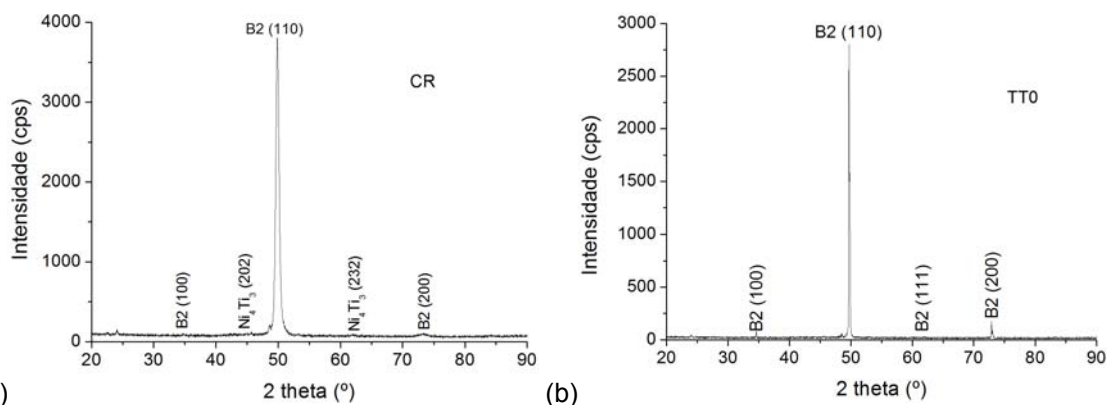 B2 (110)
CR
4000
3000
2000
1000
0
Intensidade (cps)
B2 (100)
Ni4Ti3 (202)
Ni4Ti3 (232)
B2 (200)
20 30 40 50 60 70 80 90
2 theta (º)
)
B2 (110)
TT0
3000
2500
2000
1500
1000
500
0
Intensidade (cps)
B2 (100)
B2 (111)
B2 (200)
20 30 40 50 60 70 80 90
2 theta (º)
(b)